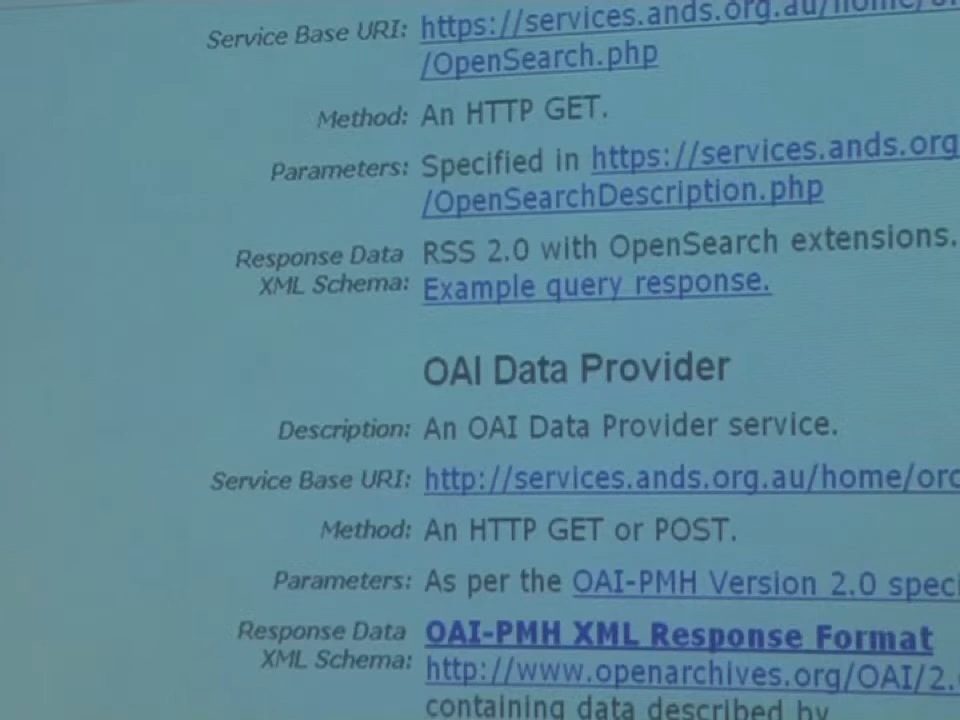 Service Base URI: https://services.ands.org.au/home/
/OpenSearch.php
Method: An HTTP GET.
Parameters: Specified in https://services.ands.org
/OpenSearchDescription.php
Response Data RSS 2.0 with OpenSearch extensions.
XML Schema: Example query response.
OAI Data Provider
Description: An OAI Data Provider service.
Service Base URI: http://services.ands.org.au/home/orc
Method: An HTTP GET or POST.
Parameters: As per the OAI-PMH Version 2.0 speci
Response Data OAI-PMH XML Response Format
XML Schema: http://www.openarchives.org/OAI/2.
containing data described by